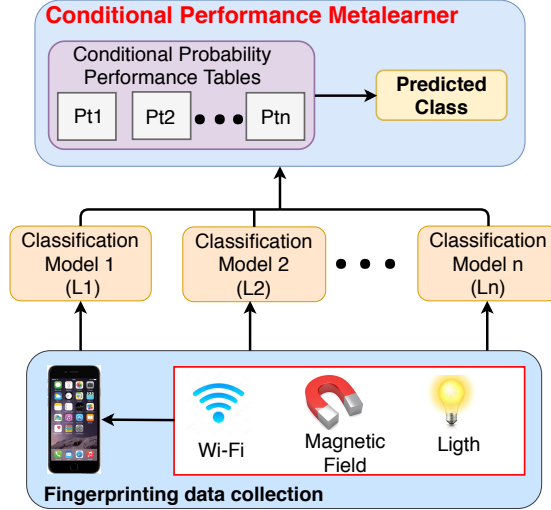 Conditional Performance Metalearner
Conditional Probability
Performance Tables
Pt1 Pt2 Ptn
Predicted
Class
Classification
Model 1
(L1)
Classification
Model 2
(L2)
Classification
Model n
(Ln)
Wi-Fi
Magnetic
Field
Ligth
Fingerprinting data collection